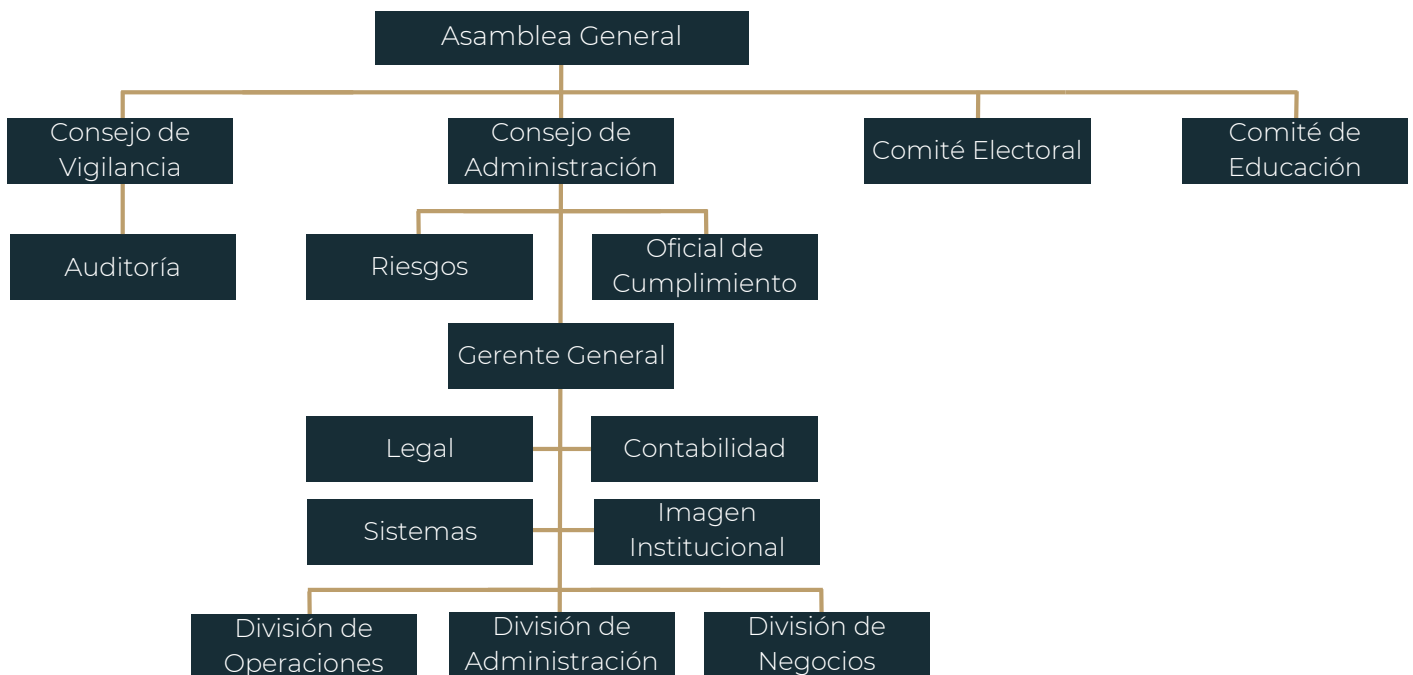 Asamblea General
Consejo de
Vigilancia
Consejo de
Administración
Comité Electoral
Comité de
Educación
Auditoría
Riesgos
Oficial de
Cumplimiento
Gerente General
Legal
Contabilidad
Sistemas
Imagen
Institucional
División de
Operaciones
División de
Administración
División de
Negocios